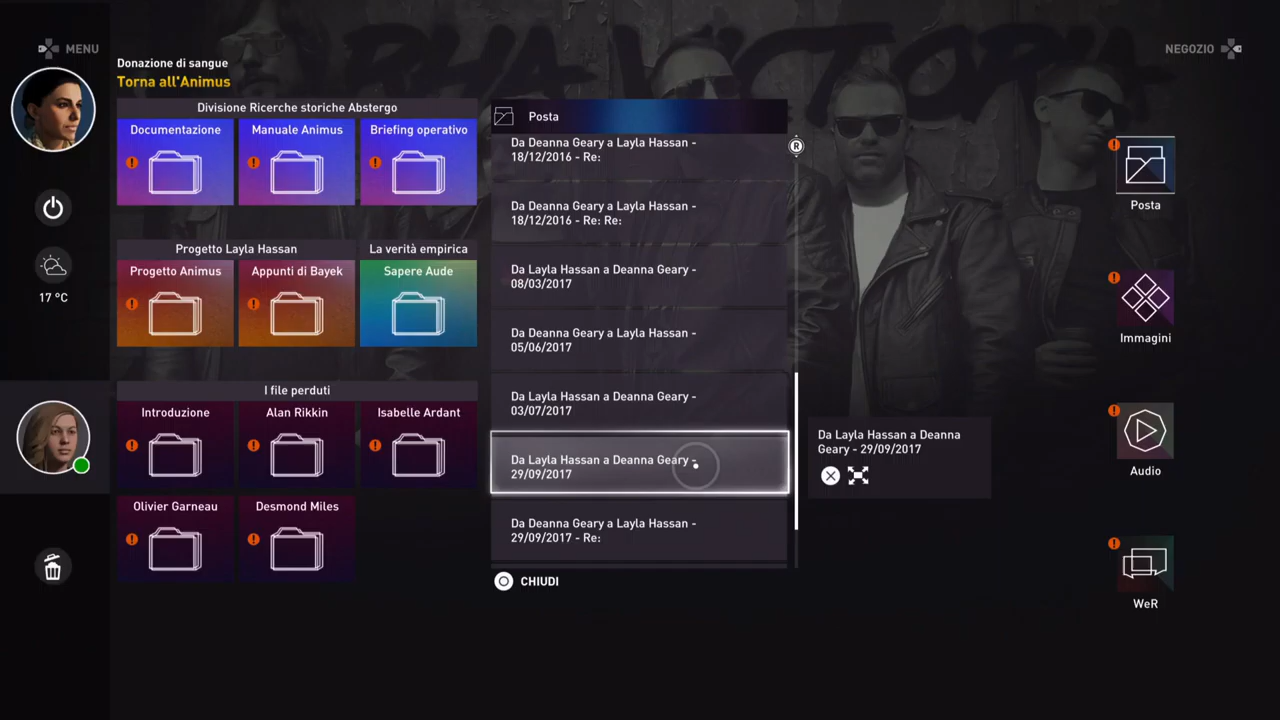 MENU
NEGOZIO
Donazione di sangue
Torna all'Animus
Divisione Ricerche storiche Abstergo
Documentazione
Manuale Animus
Briefing operativo
Progetto Layla Hassan
La verità empirica
Progetto Animus
Appunti di Bayek
Sapere Aude
17 °C
I file perduti
Introduzione
Alan Rikkin
Isabelle Ardant
Olivier Garneau
Desmond Miles
Posta
Da Deanna Geary a Layla Hassan -
18/12/2016 - Re:
Da Deanna Geary a Layla Hassan -
18/12/2016 - Re: Re:
Da Layla Hassan a Deanna Geary -
08/03/2017
Da Deanna Geary a Layla Hassan -
05/06/2017
Da Layla Hassan a Deanna Geary -
03/07/2017
Da Layla Hassan a Deanna Geary -
29/09/2017
Da Deanna Geary a Layla Hassan -
29/09/2017 - Re:
CHIUDI
R
Da Layla Hassan a Deanna
Geary - 29/09/2017
Posta
Immagini
Audio
WeR